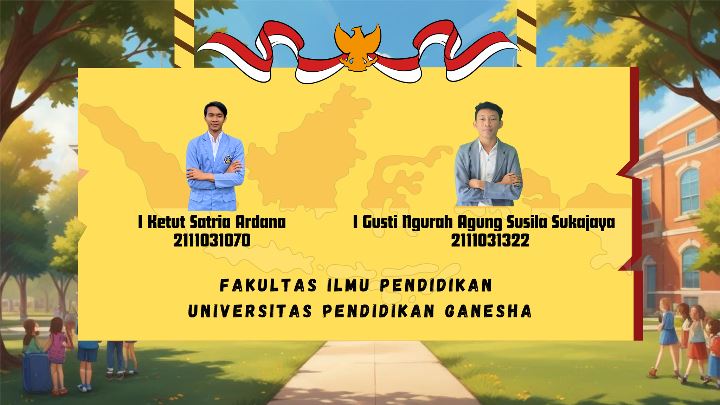 I Ketut Satria Ardana
2111031070
I Gusti Ngurah Agung Susila Sukajaya
2111031322
FAKULTAS ILMU PENDIDIKAN
UNIVERSITAS PENDIDIKAN GANESHA